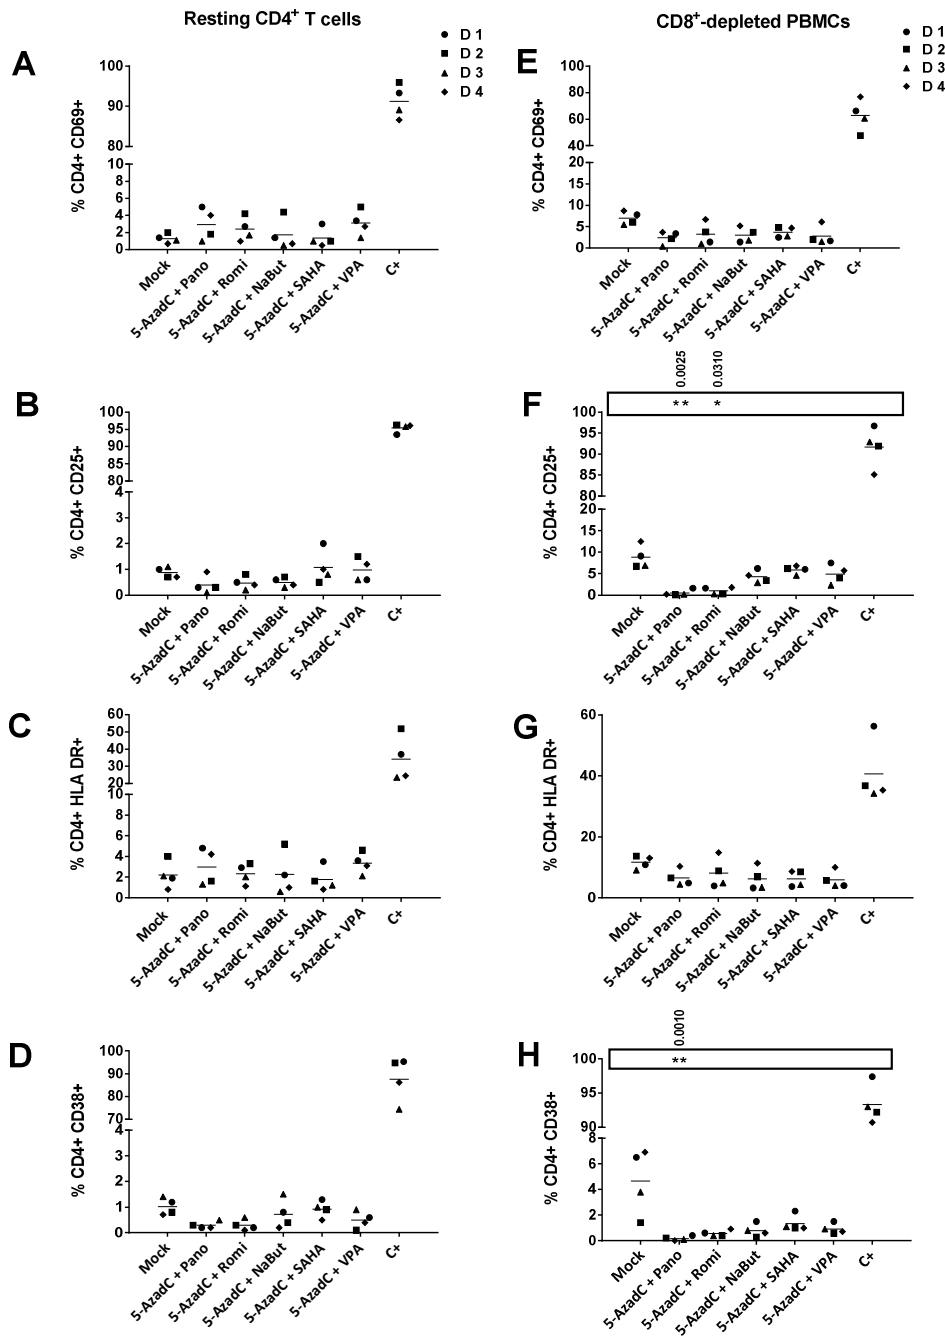 Resting CD4+ T cells
D 1
D 2
D 3
D 4
A
% CD4+ CD69+
100
90
80
10
8
6
4
2
0
Mock
5-AzadC + Pano
5-AzadC + Romi
5-AzadC + NaBut
5-AzadC + SAHA
5-AzadC + VPA
C+
CD8+-depleted PBMCs
D 1
D 2
D 3
D 4
E
% CD4+ CD69+
100
80
60
40
20
15
10
5
0
Mock
5-AzadC + Pano
5-AzadC + Romi
5-AzadC + NaBut
5-AzadC + SAHA
5-AzadC + VPA
C+
B
% CD4+ CD25+
100
95
90
85
80
4
3
2
1
0
Mock
5-AzadC + Pano
5-AzadC + Romi
5-AzadC + NaBut
5-AzadC + SAHA
5-AzadC + VPA
C+
0.0025
0.0310
** *
F
% CD4+ CD25+
100
95
90
85
80
20
15
10
5
0
Mock
5-AzadC + Pano
5-AzadC + Romi
5-AzadC + NaBut
5-AzadC + SAHA
5-AzadC + VPA
C+
C
% CD4+ HLA DR+
60
50
40
30
20
10
8
6
4
2
0
Mock
5-AzadC + Pano
5-AzadC + Romi
5-AzadC + NaBut
5-AzadC + SAHA
5-AzadC + VPA
C+
G
% CD4+ HLA DR+
60
40
20
0
Mock
5-AzadC + Pano
5-AzadC + Romi
5-AzadC + NaBut
5-AzadC + SAHA
5-AzadC + VPA
C+
D
% CD4+ CD38+
100
90
80
70
4
3
2
1
0
Mock
5-AzadC + Pano
5-AzadC + Romi
5-AzadC + NaBut
5-AzadC + SAHA
5-AzadC + VPA
C+
0.0010
**
H
% CD4+ CD38+
100
95
90
8
6
4
2
0
Mock
5-AzadC + Pano
5-AzadC + Romi
5-AzadC + NaBut
5-AzadC + SAHA
5-AzadC + VPA
C+